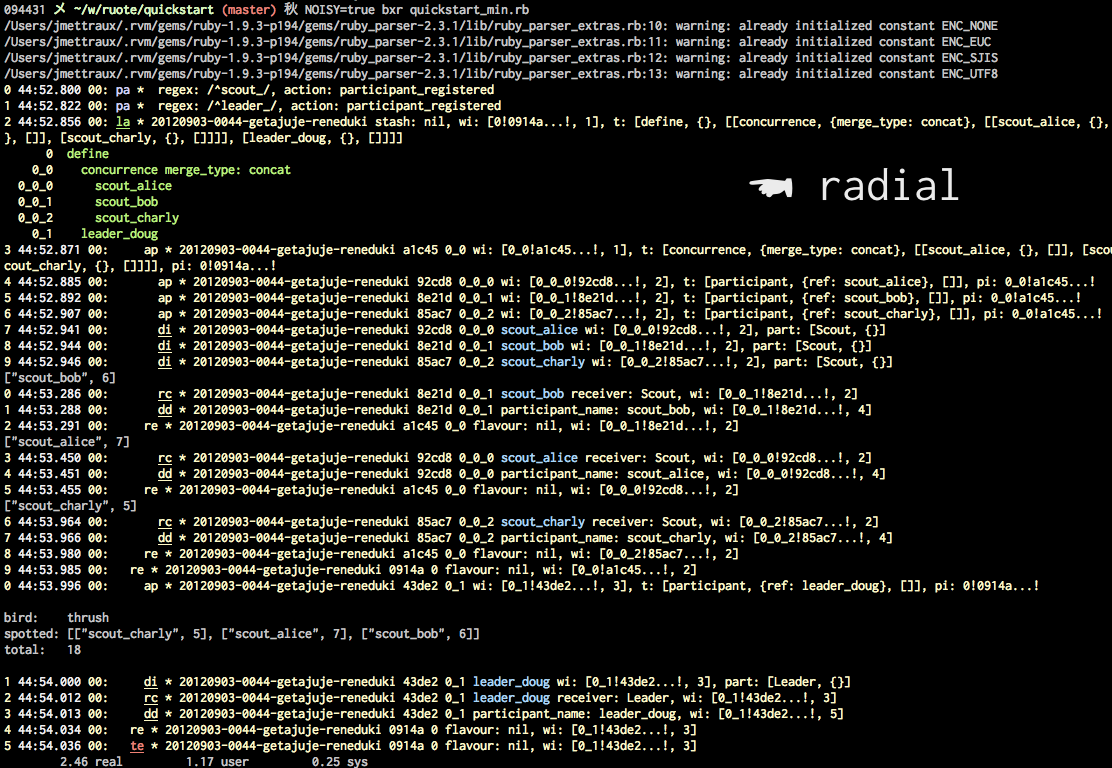 094431 〆 ~/w/ruote/quickstart (master) 秋 NOISY=true bxr quickstart_min.rb
/Users/jmettraux/.rvm/gems/ruby-1.9.3-p194/gems/ruby_parser-2.3.1/lib/ruby_parser_extras.rb:10: warning: already initialized constant ENC_NONE
/Users/jmettraux/.rvm/gems/ruby-1.9.3-p194/gems/ruby_parser-2.3.1/lib/ruby_parser_extras.rb:11: warning: already initialized constant ENC_EUC
/Users/jmettraux/.rvm/gems/ruby-1.9.3-p194/gems/ruby_parser-2.3.1/lib/ruby_parser_extras.rb:12: warning: already initialized constant ENC_SJIS
/Users/jmettraux/.rvm/gems/ruby-1.9.3-p194/gems/ruby_parser-2.3.1/lib/ruby_parser_extras.rb:13: warning: already initialized constant ENC_UTF8
0 44:52.800 00: pa *  regex: /^scout_/, action: participant_registered
1 44:52.822 00: pa *  regex: /^leader_/, action: participant_registered
2 44:52.856 00: la * 20120903-0044-getajuje-reneduki stash: nil, wi: [0!0914a...!, 1], t: [define, {}, [[concurrence, {merge_type: concat}, [[scout_alice, {},
}, []], [scout_charly, {}, []]]], [leader_doug, {}, []]]]
0 define
0_0 concurrence merge_type: concat
0_0_0 scout_alice
0_0_1 scout_bob
☚ radial
0_0_2 scout_charly
0_1 leader_doug
3 44:52.871 00:     ap * 20120903-0044-getajuje-reneduki a1c45 0_0 wi: [0_0!a1c45...!, 1], t: [concurrence, {merge_type: concat}, [[scout_alice, {}, []], [scou
cout_charly, {}, []]]], pi: 0!0914a...!
4 44:52.885 00:       ap * 20120903-0044-getajuje-reneduki 92cd8 0_0_0 wi: [0_0_0!92cd8...!, 2], t: [participant, {ref: scout_alice}, []], pi: 0_0!a1c45...!
5 44:52.892 00:       ap * 20120903-0044-getajuje-reneduki 8e21d 0_0_1 wi: [0_0_1!8e21d...!, 2], t: [participant, {ref: scout_bob}, []], pi: 0_0!a1c45...!
6 44:52.907 00:       ap * 20120903-0044-getajuje-reneduki 85ac7 0_0_2 wi: [0_0_2!85ac7...!, 2], t: [participant, {ref: scout_charly}, []], pi: 0_0!a1c45...!
7 44:52.941 00:       di * 20120903-0044-getajuje-reneduki 92cd8 0_0_0 scout_alice wi: [0_0_0!92cd8...!, 2], part: [Scout, {}]
8 44:52.944 00:       di * 20120903-0044-getajuje-reneduki 8e21d 0_0_1 scout_bob wi: [0_0_1!8e21d...!, 2], part: [Scout, {}]
9 44:52.946 00:       di * 20120903-0044-getajuje-reneduki 85ac7 0_0_2 scout_charly wi: [0_0_2!85ac7...!, 2], part: [Scout, {}]
["scout_bob", 6]
0 44:53.286 00:       rc * 20120903-0044-getajuje-reneduki 8e21d 0_0_1 scout_bob receiver: Scout, wi: [0_0_1!8e21d...!, 2]
1 44:53.288 00:       dd * 20120903-0044-getajuje-reneduki 8e21d 0_0_1 participant_name: scout_bob, wi: [0_0_1!8e21d...!, 4]
2 44:53.291 00:     re * 20120903-0044-getajuje-reneduki a1c45 0_0 flavour: nil, wi: [0_0_1!8e21d...!, 2]
["scout_alice", 7]
3 44:53.450 00:       rc * 20120903-0044-getajuje-reneduki 92cd8 0_0_0 scout_alice receiver: Scout, wi: [0_0_0!92cd8...!, 2]
4 44:53.451 00:       dd * 20120903-0044-getajuje-reneduki 92cd8 0_0_0 participant_name: scout_alice, wi: [0_0_0!92cd8...!, 4]
5 44:53.455 00:     re * 20120903-0044-getajuje-reneduki a1c45 0_0 flavour: nil, wi: [0_0_0!92cd8...!, 2]
["scout_charly", 5]
6 44:53.964 00:       rc * 20120903-0044-getajuje-reneduki 85ac7 0_0_2 scout_charly receiver: Scout, wi: [0_0_2!85ac7...!, 2]
7 44:53.966 00:       dd * 20120903-0044-getajuje-reneduki 85ac7 0_0_2 participant_name: scout_charly, wi: [0_0_2!85ac7...!, 4]
8 44:53.980 00:     re * 20120903-0044-getajuje-reneduki a1c45 0_0 flavour: nil, wi: [0_0_2!85ac7...!, 2]
9 44:53.985 00:   re * 20120903-0044-getajuje-reneduki 0914a 0 flavour: nil, wi: [0_0!a1c45...!, 2]
0 44:53.996 00:     ap * 20120903-0044-getajuje-reneduki 43de2 0_1 wi: [0_1!43de2...!, 3], t: [participant, {ref: leader_doug}, []], pi: 0!0914a...!
bird:    thrush
spotted: [["scout_charly", 5], ["scout_alice", 7], ["scout_bob", 6]]
total:   18
1 44:54.000 00:     di * 20120903-0044-getajuje-reneduki 43de2 0_1 leader_doug wi: [0_1!43de2...!, 3], part: [Leader, {}]
2 44:54.012 00:     rc * 20120903-0044-getajuje-reneduki 43de2 0_1 leader_doug receiver: Leader, wi: [0_1!43de2...!, 3]
3 44:54.013 00:     dd * 20120903-0044-getajuje-reneduki 43de2 0_1 participant_name: leader_doug, wi: [0_1!43de2...!, 5]
4 44:54.034 00:   re * 20120903-0044-getajuje-reneduki 0914a 0 flavour: nil, wi: [0_1!43de2...!, 3]
5 44:54.036 00:   te * 20120903-0044-getajuje-reneduki 0914a 0 flavour: nil, wi: [0_1!43de2...!, 3]
2.46 real         1.17 user         0.25 sys